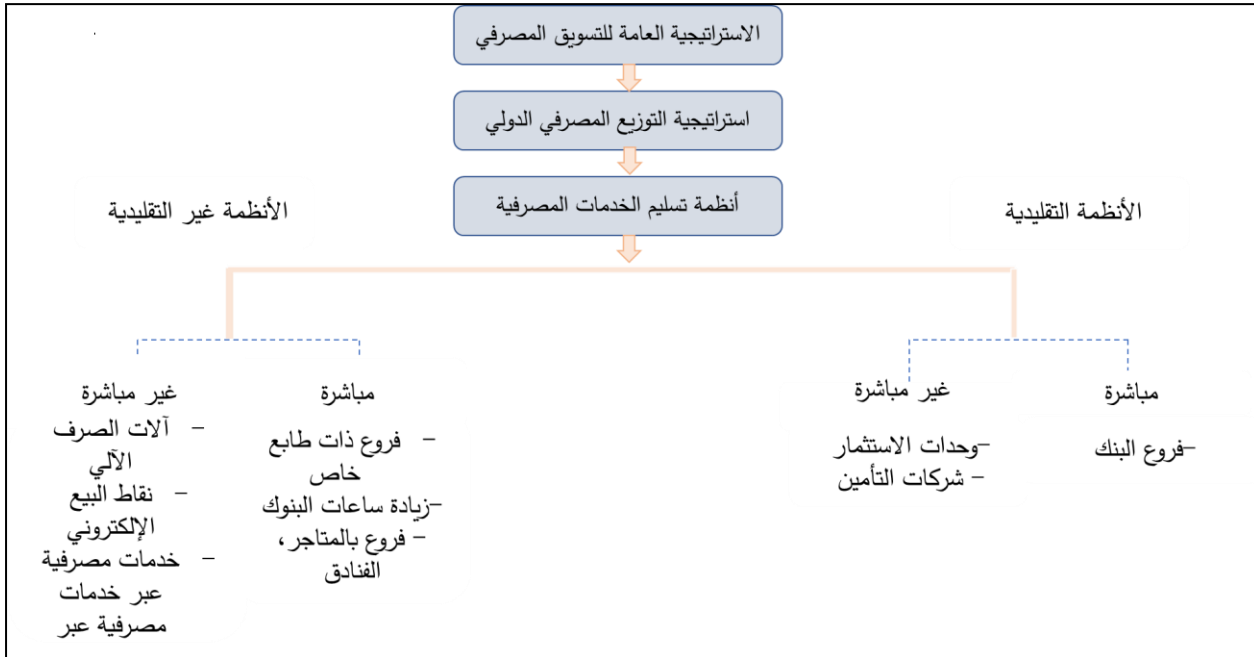 الاستراتيجية العامة للتسويق المصرفي
استراتيجية التوزيع المصرفي الدولي
أنظمة تسليم الخدمات المصرفية
الأنظمة التقليدية
الأنظمة غير التقليدية
مباشرة
–فروع البنك
غير مباشرة
–وحدات الاستثمار
– شركات التأمين
مباشرة
– فروع ذات طابع
خاص
–زيادة ساعات البنوك
– فروع بالمتاجر،
الفنادق
غير مباشرة
– آلات الصرف
الآلي
– نقاط البيع
الإلكتروني
– خدمات مصرفية
عبر خدمات
مصرفية عبر